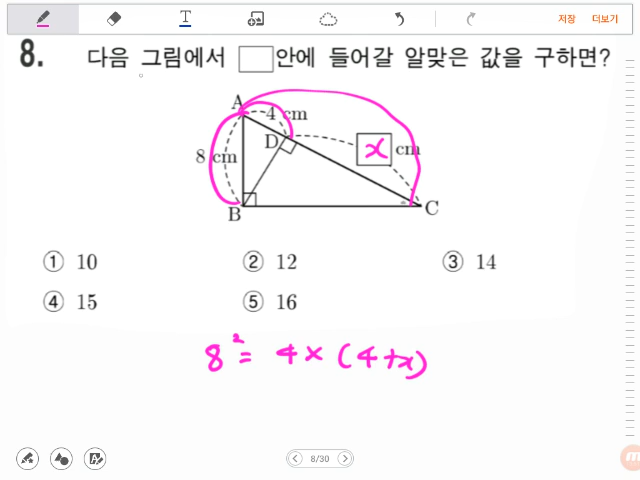 저장 더보기
8. 다음 그림에서 □안에 들어갈 알맞은 값을 구하면?
A
4 cm
D
x cm
8 cm
B
C
① 10 ② 12 ③ 14
④ 15 ⑤ 16
8² = 4 × (4+x)
8/30